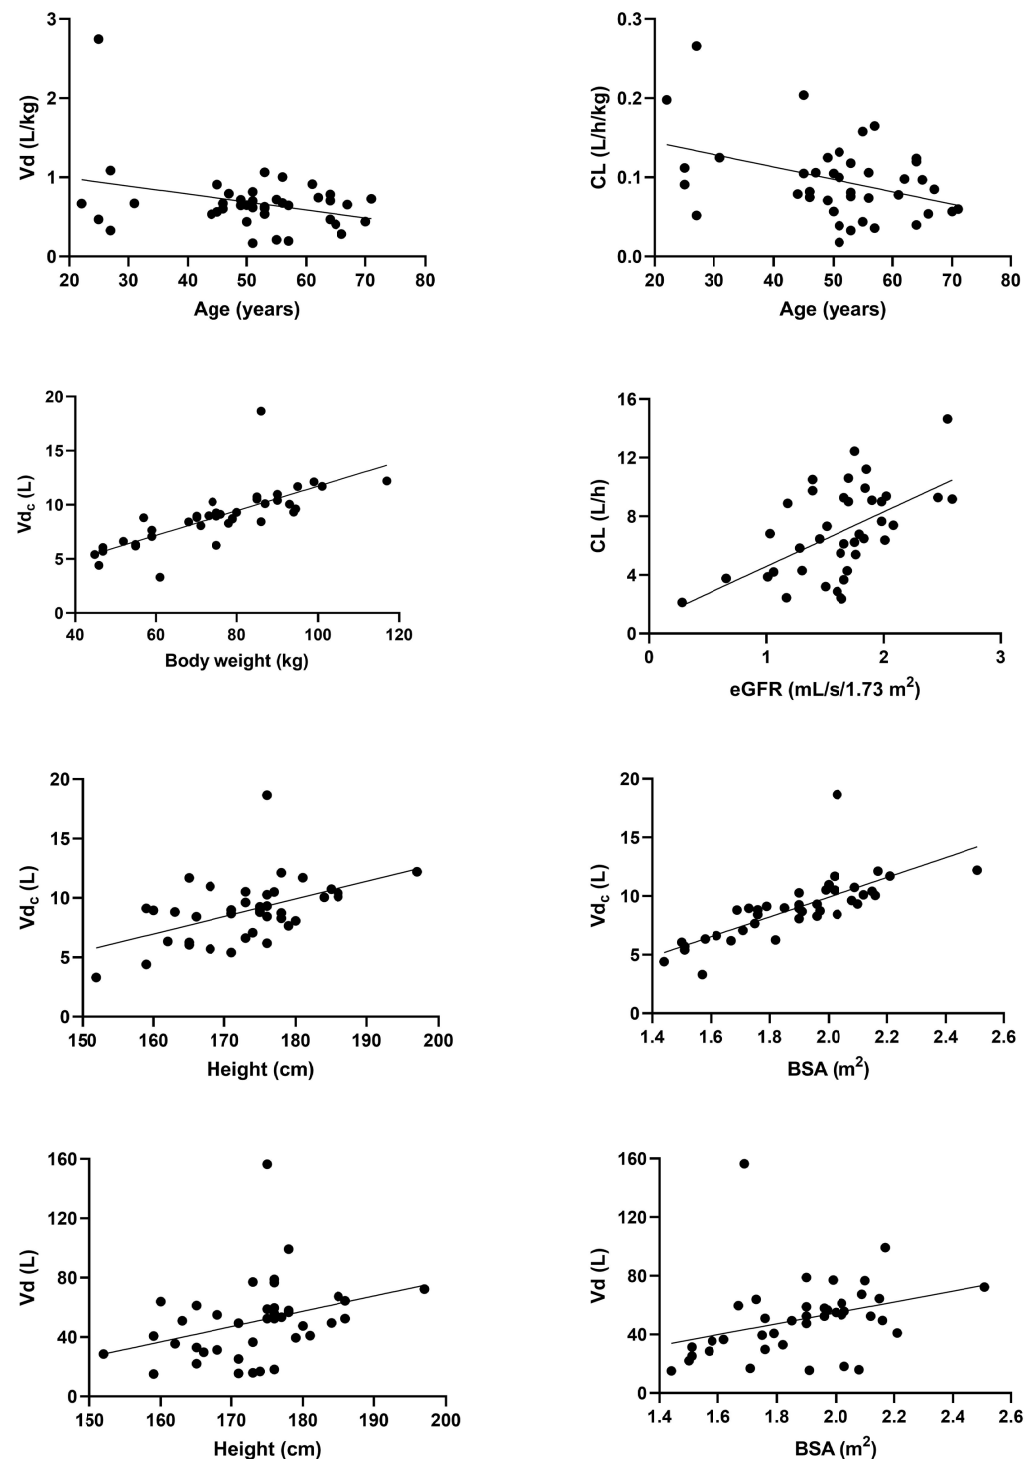 3
2
1
0
Vd (L/kg)
20 30 40 50 60 70 80
Age (years)
0.3
0.2
0.1
0.0
CL (L/h/kg)
20 30 40 50 60 70 80
Age (years)
20
15
10
5
0
Vdc (L)
40 60 80 100 120
Body weight (kg)
16
12
8
4
0
CL (L/h)
0 1 2 3
eGFR (mL/s/1.73 m²)
20
15
10
5
0
Vdc (L)
150 160 170 180 190 200
Height (cm)
20
15
10
5
0
Vdc (L)
1.4 1.6 1.8 2.0 2.2 2.4 2.6
BSA (m²)
160
120
80
40
0
Vd (L)
150 160 170 180 190 200
Height (cm)
160
120
80
40
0
Vd (L)
1.4 1.6 1.8 2.0 2.2 2.4 2.6
BSA (m²)